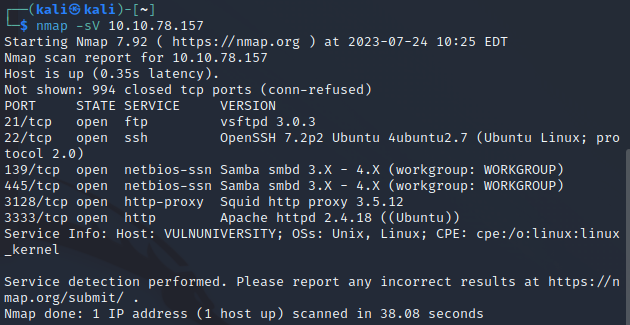 ┌──(kali㉿kali)-[~]
└─$ nmap -sV 10.10.78.157
Starting Nmap 7.92 ( https://nmap.org ) at 2023-07-24 10:25 EDT
Nmap scan report for 10.10.78.157
Host is up (0.35s latency).
Not shown: 994 closed tcp ports (conn-refused)
PORT     STATE SERVICE     VERSION
21/tcp   open  ftp         vsftpd 3.0.3
22/tcp   open  ssh         OpenSSH 7.2p2 Ubuntu 4ubuntu2.7 (Ubuntu Linux; pro
tocol 2.0)
139/tcp  open  netbios-ssn Samba smbd 3.X - 4.X (workgroup: WORKGROUP)
445/tcp  open  netbios-ssn Samba smbd 3.X - 4.X (workgroup: WORKGROUP)
3128/tcp open  http-proxy  Squid http proxy 3.5.12
3333/tcp open  http        Apache httpd 2.4.18 ((Ubuntu))
Service Info: Host: VULNUNIVERSITY; OSs: Unix, Linux; CPE: cpe:/o:linux:linux
_kernel

Service detection performed. Please report any incorrect results at https://n
map.org/submit/ .
Nmap done: 1 IP address (1 host up) scanned in 38.08 seconds